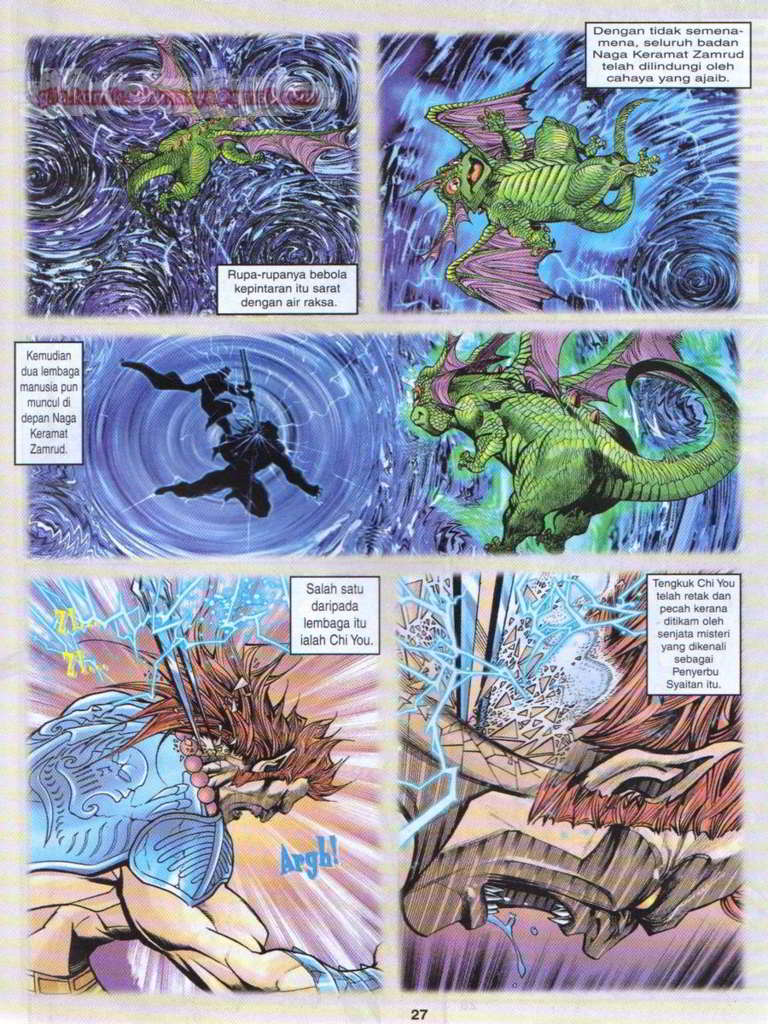 Rupa-rupanya bebola
kepintaran itu sarat
dengan air raksa.
Dengan tidak semena-
mena, seluruh badan
Naga Keramat Zamrud
telah dilindungi oleh
cahaya yang ajaib.
Kemudian
dua lembaga
manusia pun
muncul di
depan Naga
Keramat
Zamrud.
Zt...
Zt...
Salah satu
daripada
lembaga itu
ialah Chi You.
Argh!
Tengkuk Chi You
telah retak dan
pecah kerana
ditikam oleh
senjata misteri
yang dikenali
sebagai
Penyerbu
Syaitan itu.
27